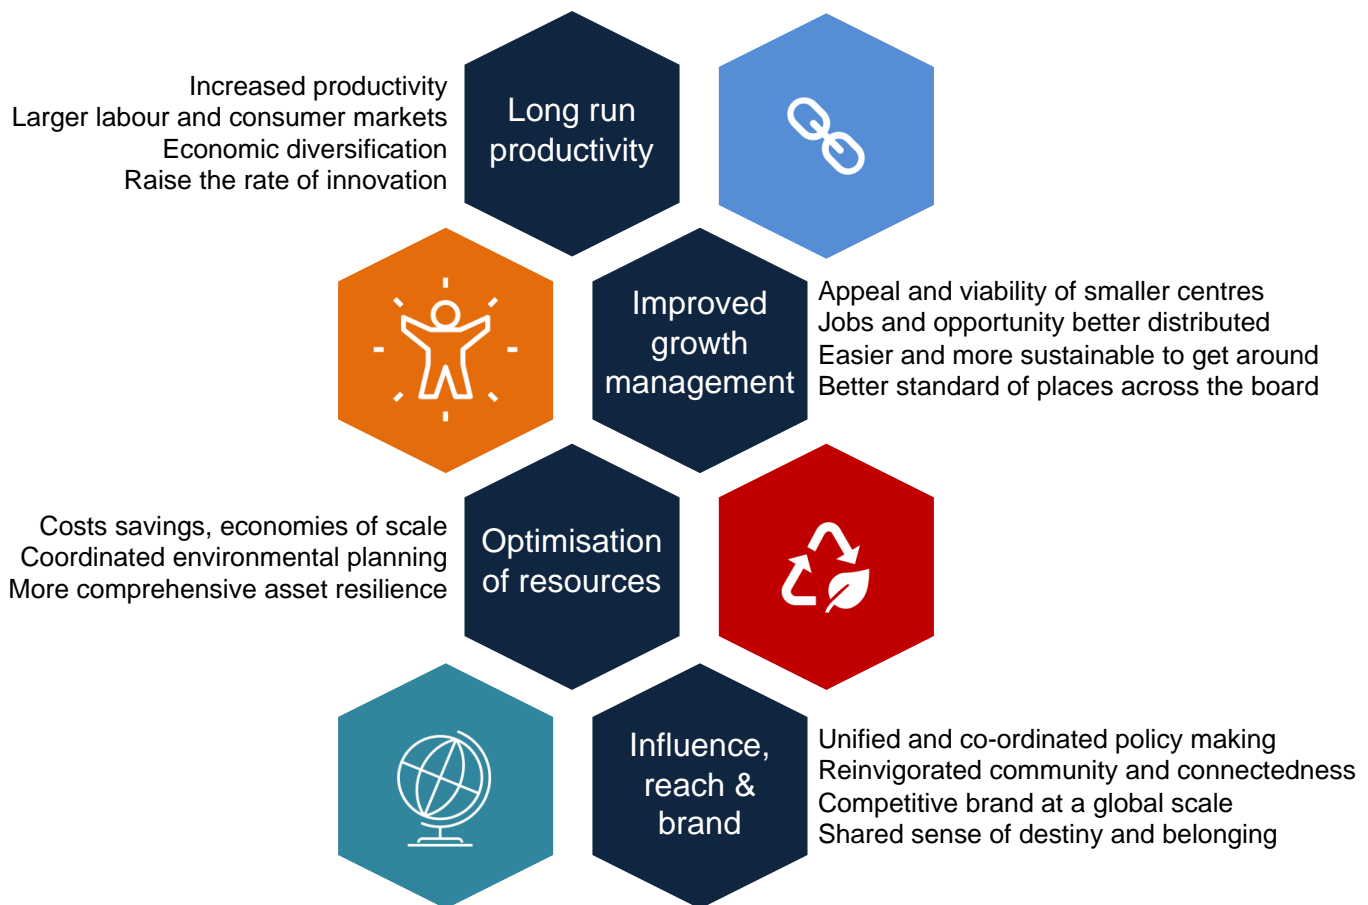 Increased productivity
Larger labour and consumer markets
Economic diversification
Raise the rate of innovation
Long run
productivity
Improved
growth
management
Appeal and viability of smaller centres
Jobs and opportunity better distributed
Easier and more sustainable to get around
Better standard of places across the board
Costs savings, economies of scale
Coordinated environmental planning
More comprehensive asset resilience
Optimisation
of resources
Influence,
reach &
brand
Unified and co-ordinated policy making
Reinvigorated community and connectedness
Competitive brand at a global scale
Shared sense of destiny and belonging